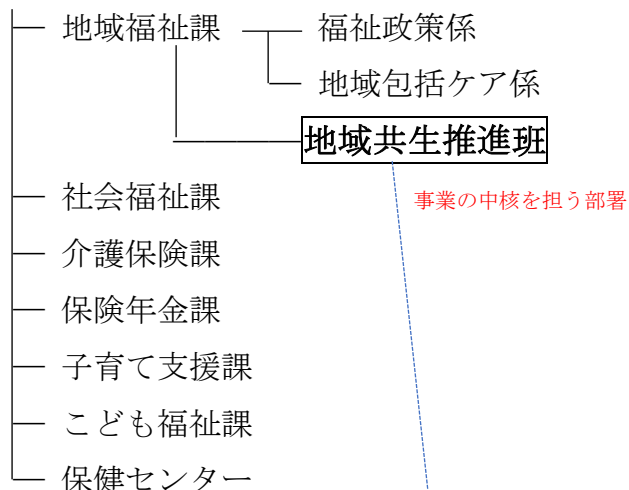 地域福祉課 福祉政策係
地域包括ケア係
地域共生推進班
社会福祉課 事業の中核を担う部署
介護保険課
保険年金課
子育て支援課
こども福祉課
保健センター